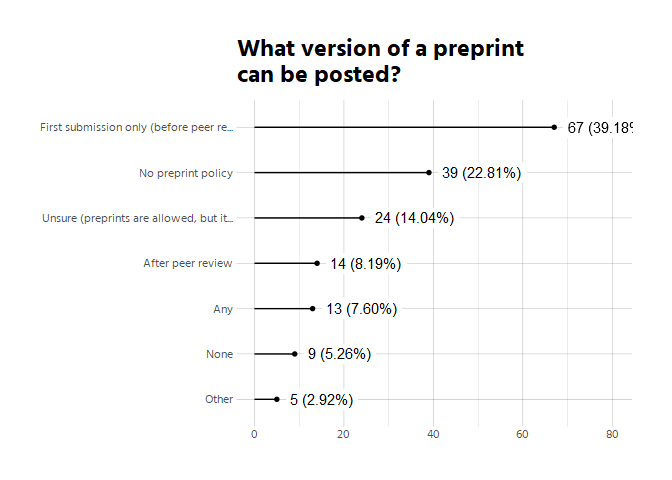 What version of a preprint
can be posted?
First submission only (before peer re...
67 (39.18%
No preprint policy
39 (22.81%)
Unsure (preprints are allowed, but it...
24 (14.04%)
After peer review
14 (8.19%)
Any
13 (7.60%)
None
9 (5.26%)
Other
5 (2.92%)
0 20 40 60 80